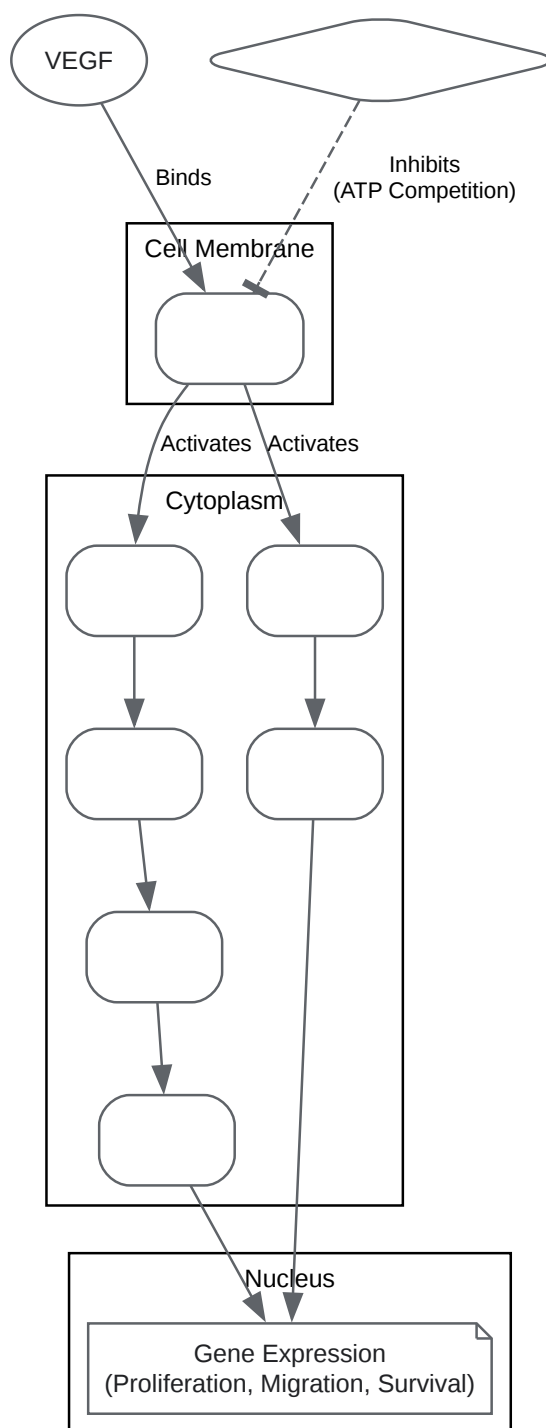 VEGF
Binds
Inhibits
(ATP Competition)
Cell Membrane
Activates
Activates
Cytoplasm
Nucleus
Gene Expression
(Proliferation, Migration, Survival)